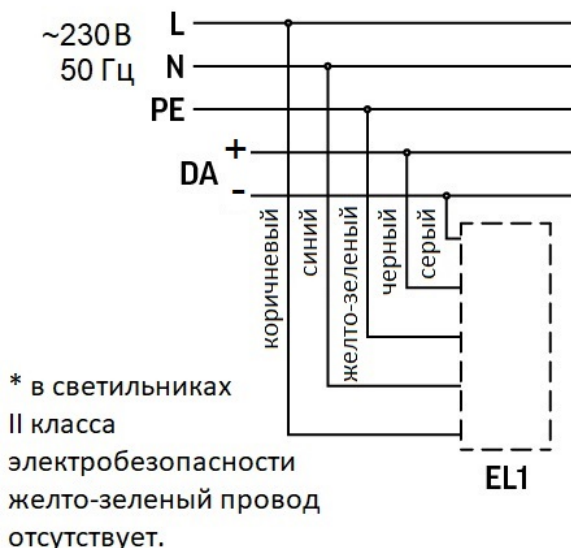 ~230 В
50 Гц
L
N
PE
DA
+
-
коричневый
синий
желто-зеленый
черный
серый
EL1
* в светильниках
II класса
электробезопасности
желто-зеленый провод
отсутствует.